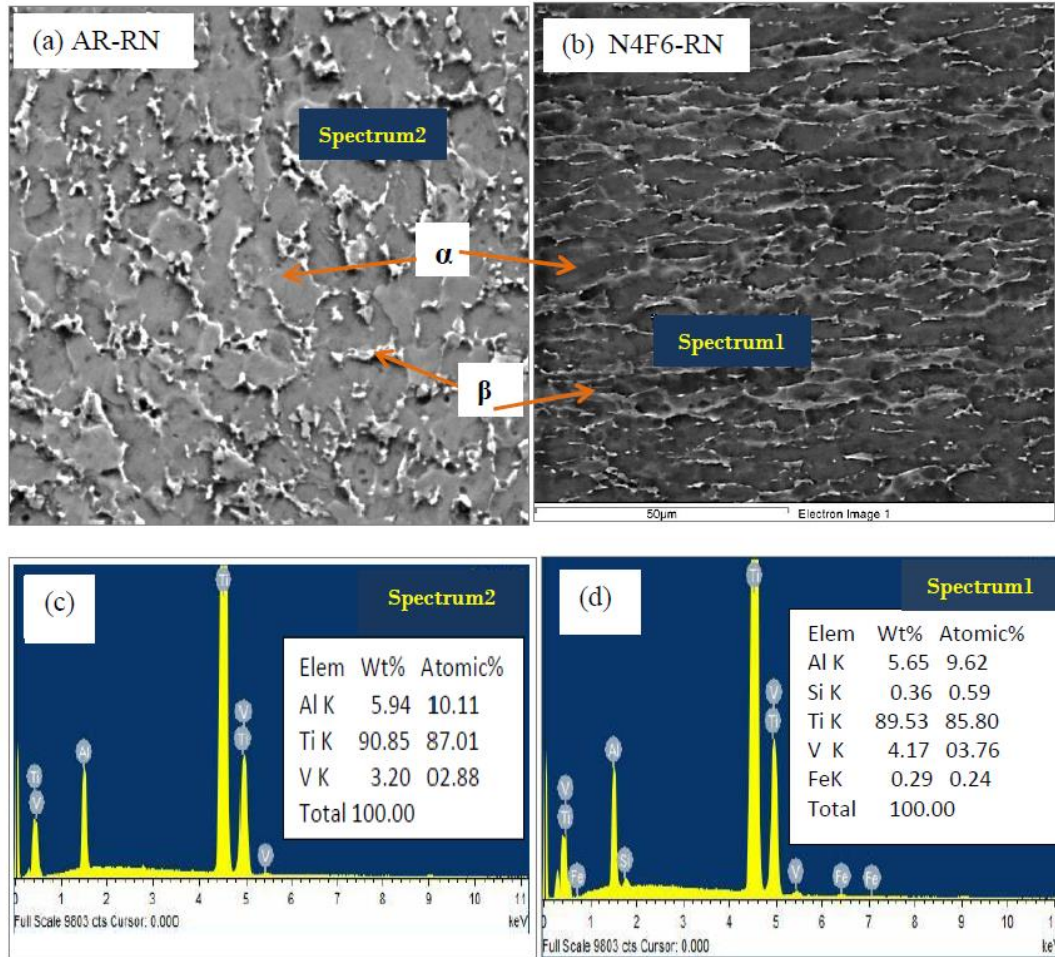 (a) AR-RN
(b) N4F6-RN
Spectrum2
α
Spectrum1
β
50μm
Electron Image 1
(c)
Spectrum2
Ti
V
Ti
V
Al
Ti
V
Elem Wt% Atomic%
Al K 5.94 10.11
Ti K 90.85 87.01
V K 3.20 02.88
Total 100.00
0 1 2 3 4 5 6 7 8 9 10 11
Full Scale 9803 cts Cursor: 0.000
keV
(d)
Spectrum1
Ti
V
Ti
Al
V
Ti
Fe
Si
V
Fe
Fe
Elem Wt% Atomic%
Al K 5.65 9.62
Si K 0.36 0.59
Ti K 89.53 85.80
V K 4.17 03.76
FeK 0.29 0.24
Total 100.00
0 1 2 3 4 5 6 7 8 9 10 11
Full Scale 9803 cts Cursor: 0.000